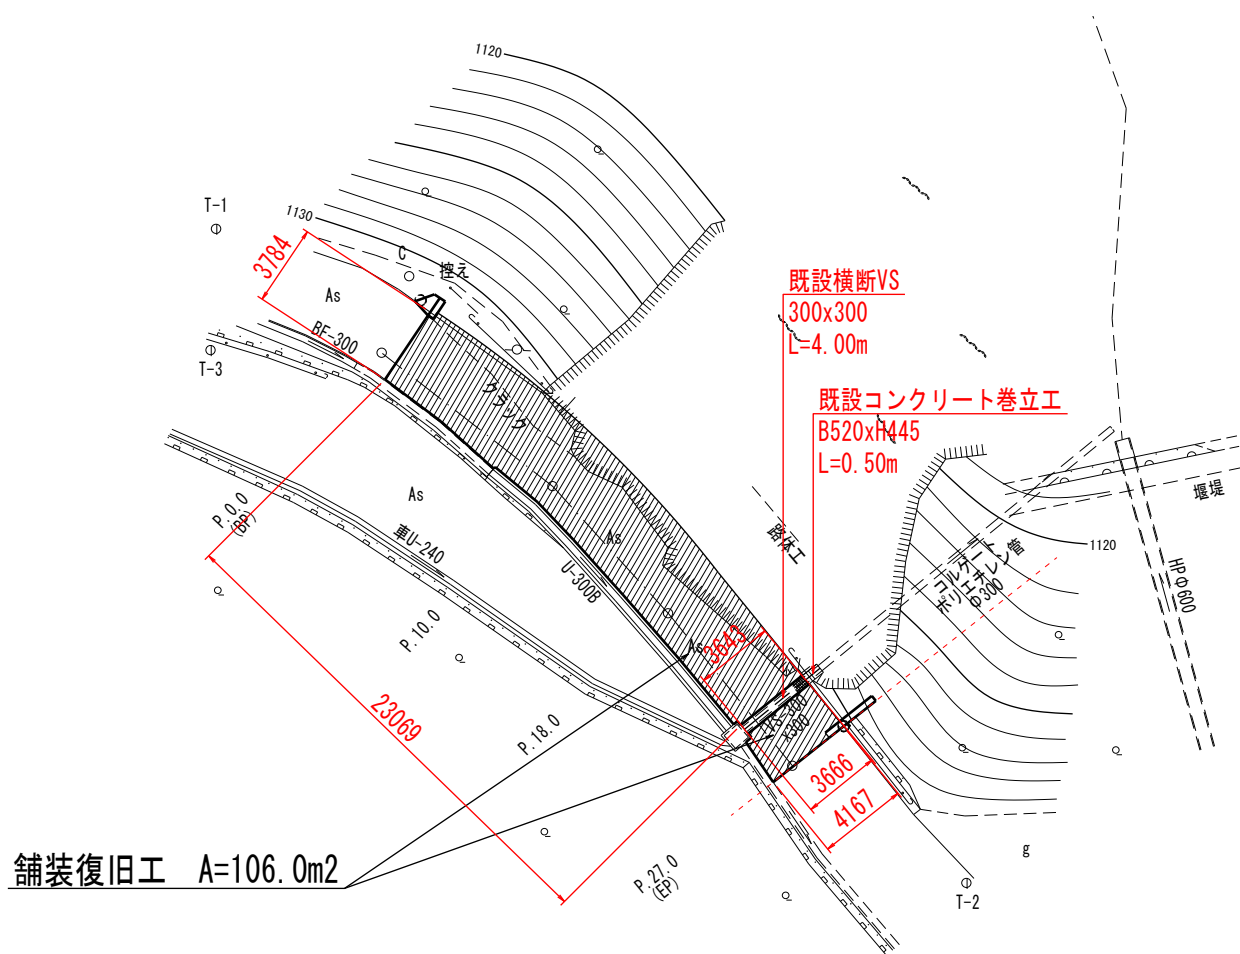 1120
T-1
1130
3784
C
控え
As
BF-300
T-3
既設横断VS
300x300
L=4.00m
クラック
既設コンクリート巻立工
B520xH445
L=0.50m
As
P.0.0
(BP)
車U-240
As
U-300B
路体工
堰堤
1120
コルゲート
ポリエチレン管
Φ300
HPΦ600
P.10.0
As
3643
23069
P.18.0
VS-300
x300
3666
4167
舗装復旧工 A=106.0m2
P.27.0
(EP)
g
T-2